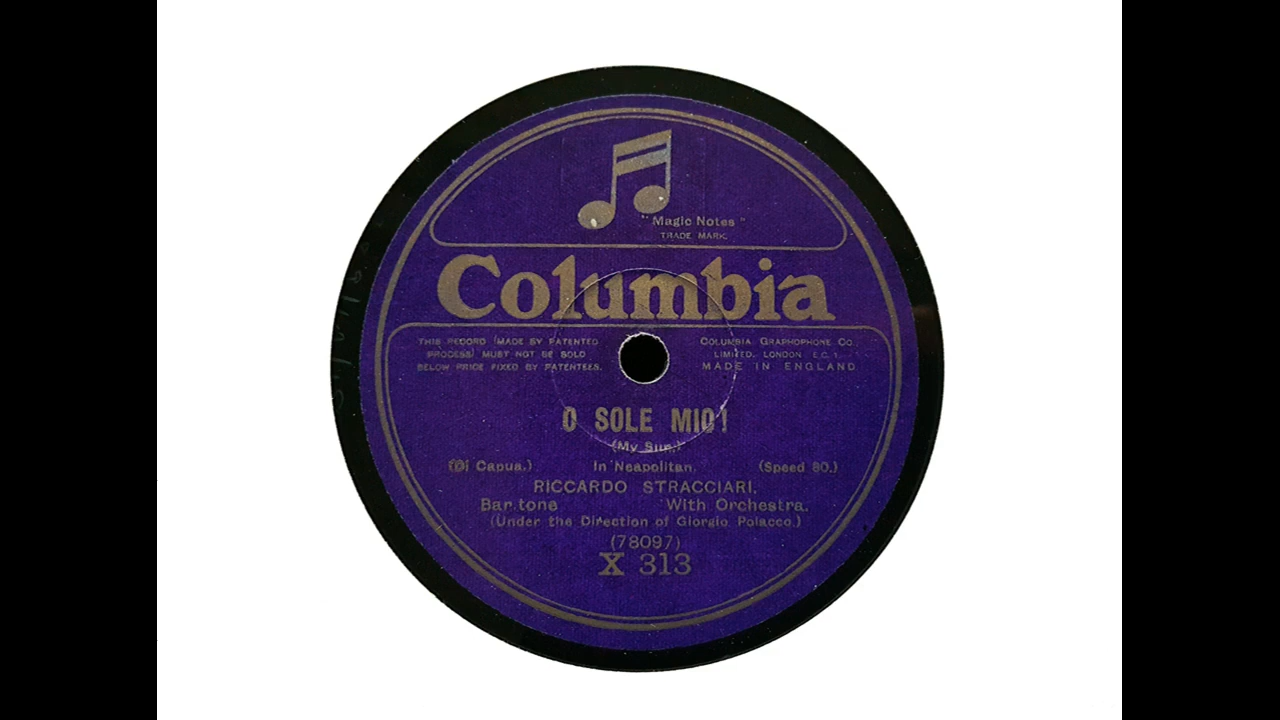 "Magic Notes"
TRADE MARK.
Columbia
THIS RECORD (MADE BY PATENTED
PROCESS) MUST NOT BE SOLD
BELOW PRICE FIXED BY PATENTEES.
COLUMBIA GRAPHOPHONE CO.
LIMITED. LONDON E.C.1.
MADE IN ENGLAND
O SOLE MIO!
(My Sun.)
(Di Capua.) In Neapolitan. (Speed 80.)
RICCARDO STRACCIARI,
Baritone With Orchestra.
(Under the Direction of Giorgio Polacco.)
(78097)
X 313